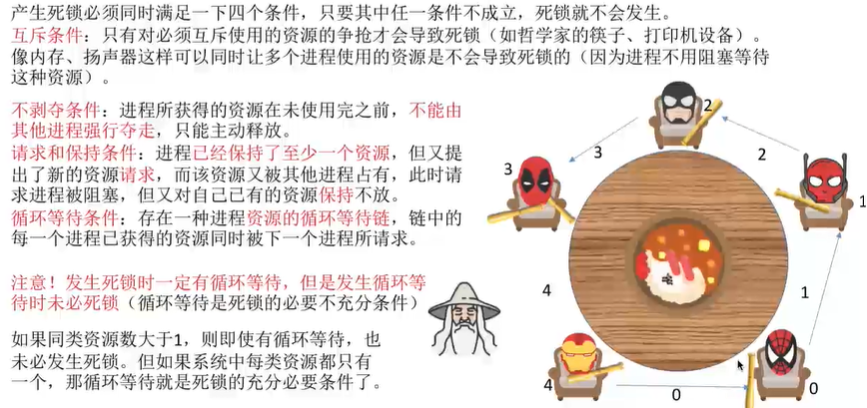 产生死锁必须同时满足一下四个条件，只要其中任一条件不成立，死锁就不会发生。
互斥条件：只有对必须互斥使用的资源的争抢才会导致死锁（如哲学家的筷子、打印机设备）。
像内存、扬声器这样可以同时让多个进程使用的资源是不会导致死锁的（因为进程不用阻塞等待
这种资源）。
不剥夺条件：进程所获得的资源在未使用完之前，不能由
其他进程强行夺走，只能主动释放。
请求和保持条件：进程已经保持了至少一个资源，但又提
出了新的资源请求，而该资源又被其他进程占有，此时请
求进程被阻塞，但又对自己已有的资源保持不放。
循环等待条件：存在一种进程资源的循环等待链，链中的
每一个进程已获得的资源同时被下一个进程所请求。
注意！发生死锁时一定有循环等待，但是发生循环等
待时未必死锁（循环等待是死锁的必要不充分条件）
如果同类资源数大于1，则即使有循环等待，也
未必发生死锁。但如果系统中每类资源都只有
一个，那循环等待就是死锁的充分必要条件了。
2
3
2
3
1
4
1
4
0
0